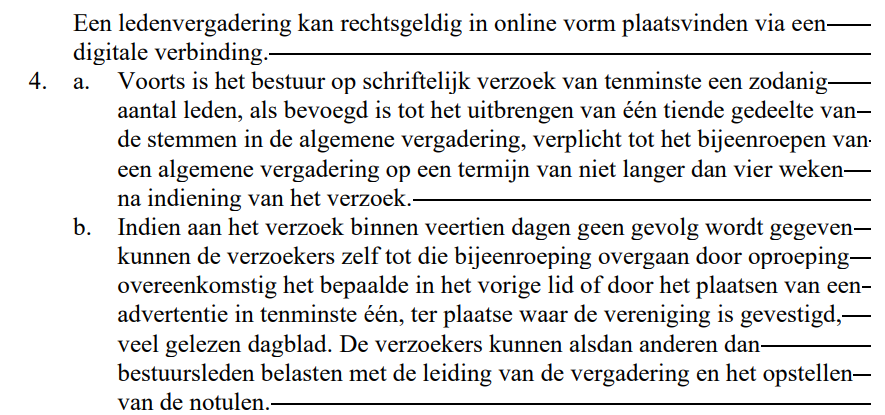 Een ledenvergadering kan rechtsgeldig in online vorm plaatsvinden via een
digitale verbinding.
4. a. Voorts is het bestuur op schriftelijk verzoek van tenminste een zodanig
aantal leden, als bevoegd is tot het uitbrengen van één tiende gedeelte van
de stemmen in de algemene vergadering, verplicht tot het bijeenroepen van
een algemene vergadering op een termijn van niet langer dan vier weken
na indiening van het verzoek.
b. Indien aan het verzoek binnen veertien dagen geen gevolg wordt gegeven
kunnen de verzoekers zelf tot die bijeenroeping overgaan door oproeping
overeenkomstig het bepaalde in het vorige lid of door het plaatsen van een
advertentie in tenminste één, ter plaatse waar de vereniging is gevestigd,
veel gelezen dagblad. De verzoekers kunnen alsdan anderen dan
bestuursleden belasten met de leiding van de vergadering en het opstellen
van de notulen.